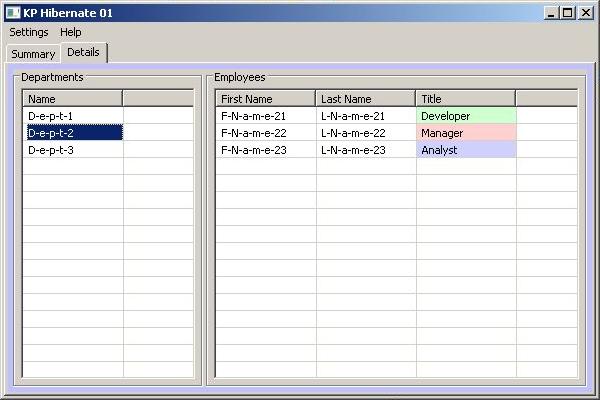 KP Hibernate 01
Settings Help
Summary Details
Departments Employees
Name First Name Last Name Title
D-e-p-t-1 F-N-a-m-e-21 L-N-a-m-e-21 Developer
D-e-p-t-2 F-N-a-m-e-22 L-N-a-m-e-22 Manager
D-e-p-t-3 F-N-a-m-e-23 L-N-a-m-e-23 Analyst